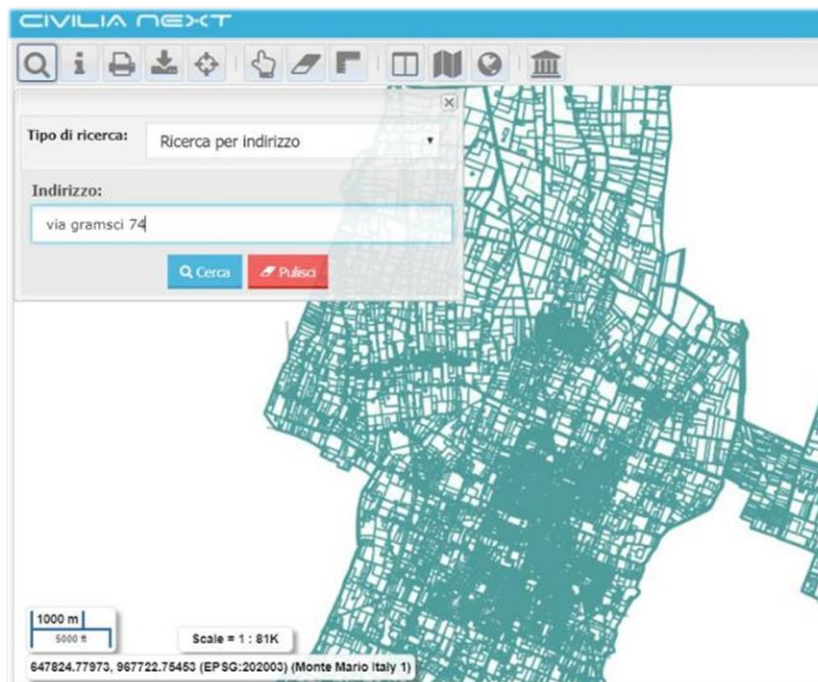 CIVILIA NEXT
Tipo di ricerca: Ricerca per indirizzo
Indirizzo:
via gramsci 74
Cerca Pulisci
1000 m
5000 ft
Scale = 1 : 81K
647824.77973, 967722.75453 (EPSG:202003) (Monte Mario Italy 1)